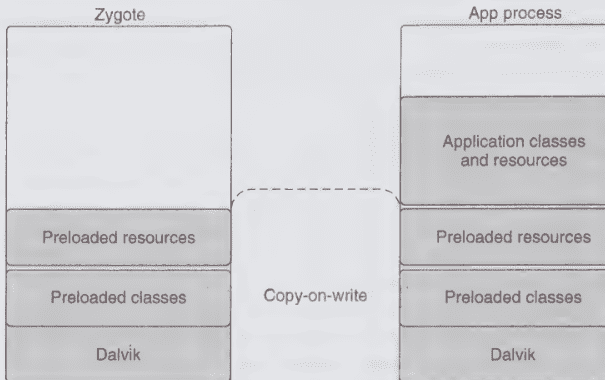 Zygote
App process
Application classes
and resources
Preloaded resources
Preloaded resources
Preloaded classes
Copy-on-write
Preloaded classes
Dalvik
Dalvik